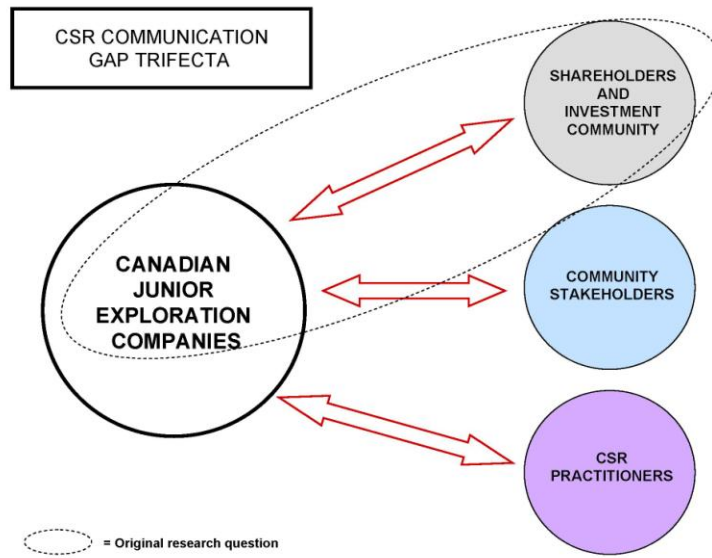 CSR COMMUNICATION
GAP TRIFECTA
SHAREHOLDERS
AND
INVESTMENT
COMMUNITY
CANADIAN
JUNIOR
EXPLORATION
COMPANIES
COMMUNITY
STAKEHOLDERS
CSR
PRACTITIONERS
= Original research question